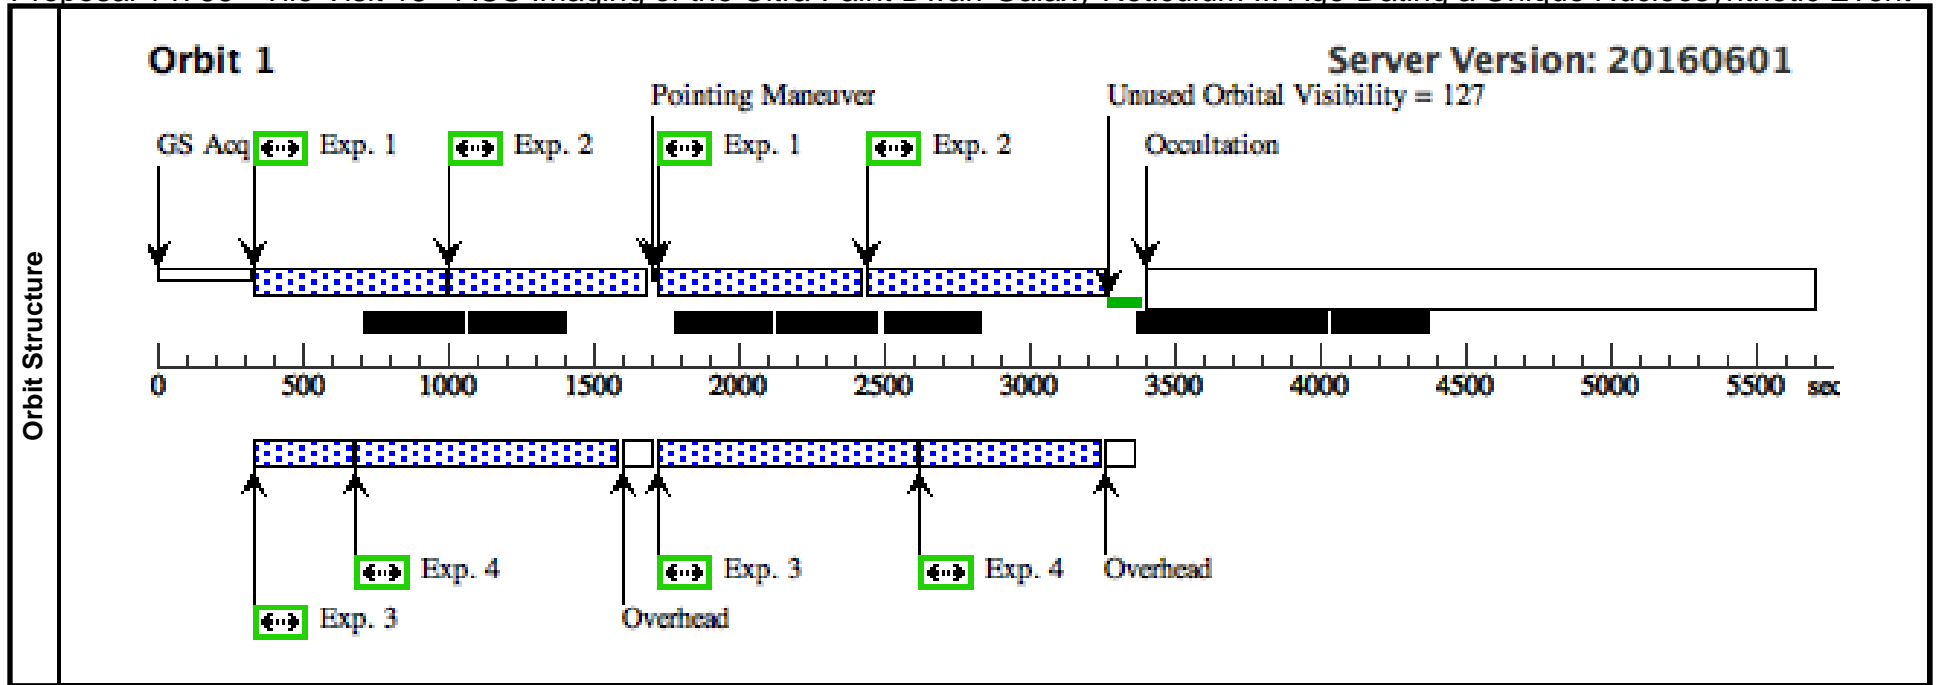 Orbit 1
Server Version: 20160601
Pointing Maneuver
Unused Orbital Visibility = 127
GS Acq
Exp. 1
Exp. 2
Exp. 1
Exp. 2
Occultation
Orbit Structure
0 500 1000 1500 2000 2500 3000 3500 4000 4500 5000 5500 sec
Exp. 4
Exp. 3
Exp. 4
Overhead
Exp. 3
Overhead